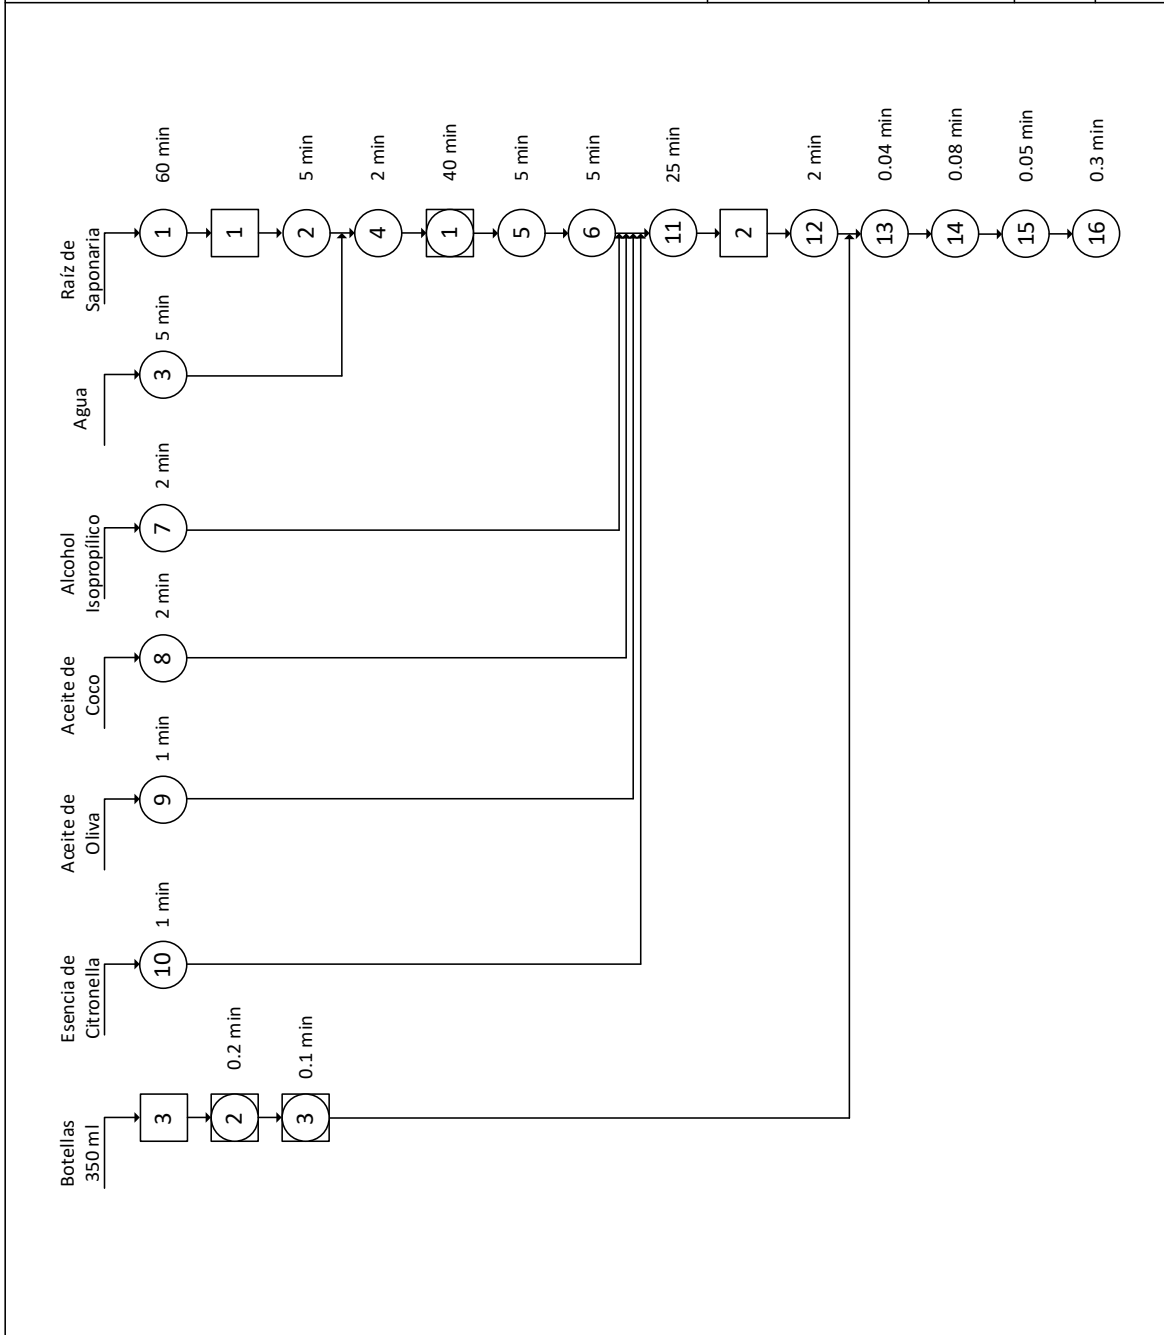 Botellas
350 ml
3
2
0.2 min
3
0.1 min
Esencia de
Citronella
10
1 min
Aceite de
Oliva
9
1 min
Aceite de
Coco
8
2 min
Alcohol
Isopropílico
7
2 min
Agua
3
5 min
Raíz de
Saponaria
1
60 min
1
2
5 min
4
2 min
1
40 min
5
5 min
6
5 min
11
25 min
2
12
2 min
13
0.04 min
14
0.08 min
15
0.05 min
16
0.3 min